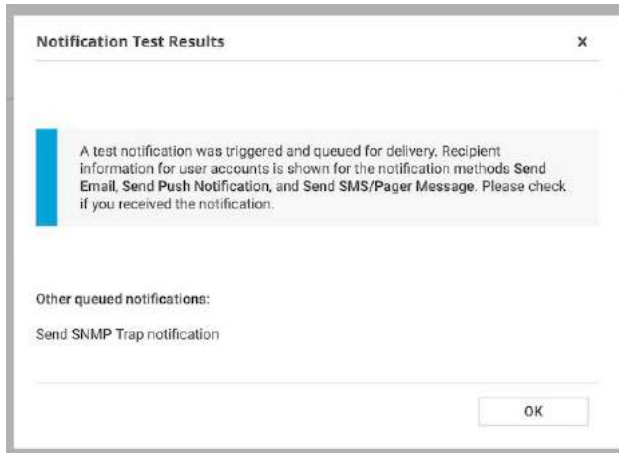 Notification Test Results x
A test notification was triggered and queued for delivery. Recipient
information for user accounts is shown for the notification methods Send
Email, Send Push Notification, and Send SMS/Pager Message. Please check
if you received the notification.
Other queued notifications:
Send SNMP Trap notification
OK